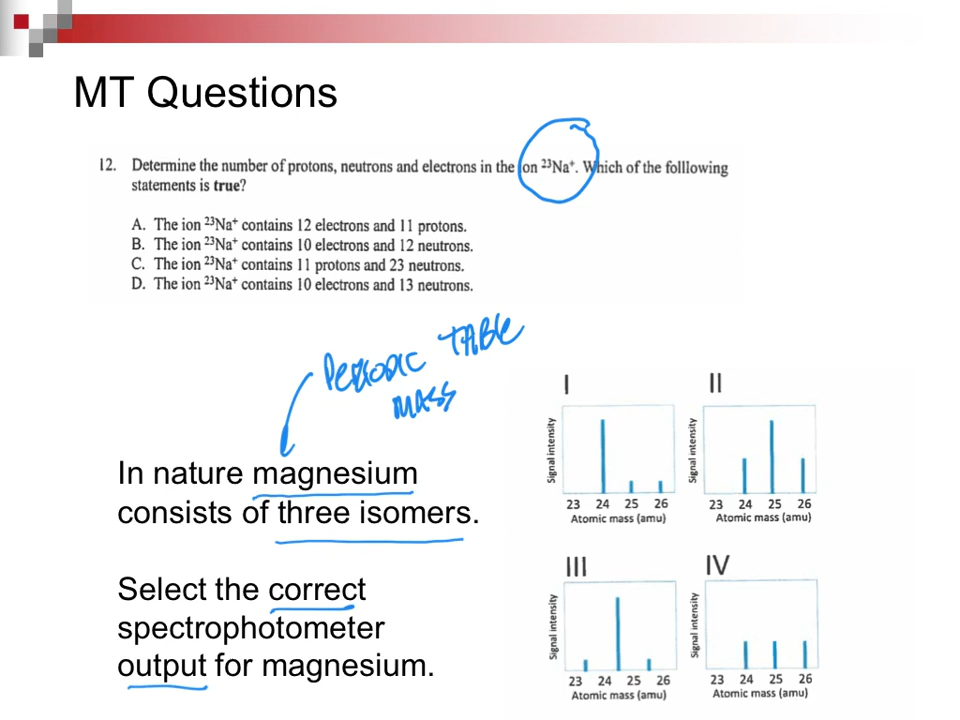 MT Questions
12. Determine the number of protons, neutrons and electrons in the ion ²³Na⁺. Which of the folllowing
statements is true?
A. The ion ²³Na⁺ contains 12 electrons and 11 protons.
B. The ion ²³Na⁺ contains 10 electrons and 12 neutrons.
C. The ion ²³Na⁺ contains 11 protons and 23 neutrons.
D. The ion ²³Na⁺ contains 10 electrons and 13 neutrons.
PERIODIC TABLE
MASS
In nature magnesium
consists of three isomers.
Select the correct
spectrophotometer
output for magnesium.
I
Signal intensity
23 24 25 26
Atomic mass (amu)
II
Signal intensity
23 24 25 26
Atomic mass (amu)
III
Signal intensity
23 24 25 26
Atomic mass (amu)
IV
Signal intensity
23 24 25 26
Atomic mass (amu)